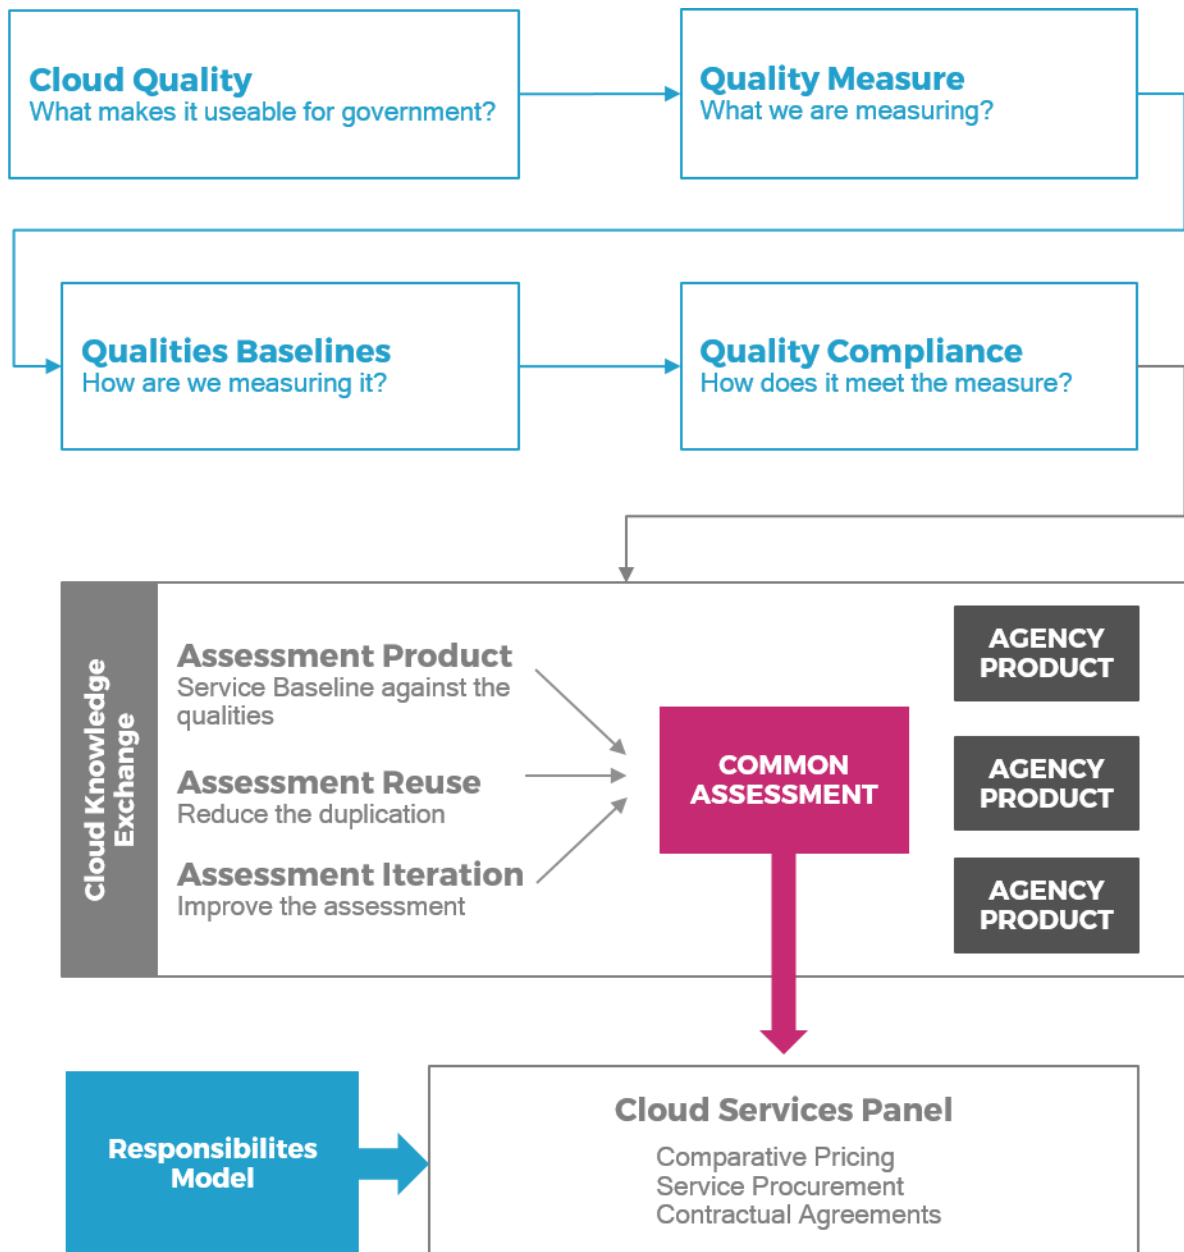 Cloud Quality
What makes it useable for government?
Quality Measure
What we are measuring?
Qualities Baselines
How are we measuring it?
Quality Compliance
How does it meet the measure?
Cloud Knowledge
Exchange
Assessment Product
Service Baseline against the
qualities
Assessment Reuse
Reduce the duplication
Assessment Iteration
Improve the assessment
COMMON
ASSESSMENT
AGENCY
PRODUCT
AGENCY
PRODUCT
AGENCY
PRODUCT
Responsibilites
Model
Cloud Services Panel
Comparative Pricing
Service Procurement
Contractual Agreements